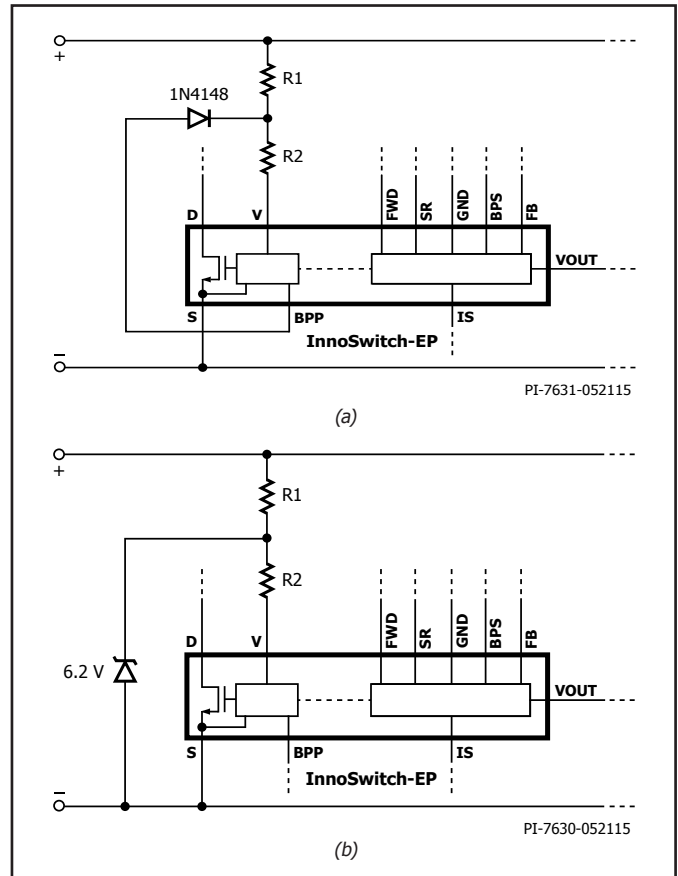 +
R1
1N4148
R2
D
V
FWD
SR
GND
BPS
FB
VOUT
S
BPP
IS
InnoSwitch-EP
–
PI-7631-052115
(a)
+
R1
R2
D
V
FWD
SR
GND
BPS
FB
6.2 V
VOUT
S
BPP
IS
InnoSwitch-EP
–
PI-7630-052115
(b)